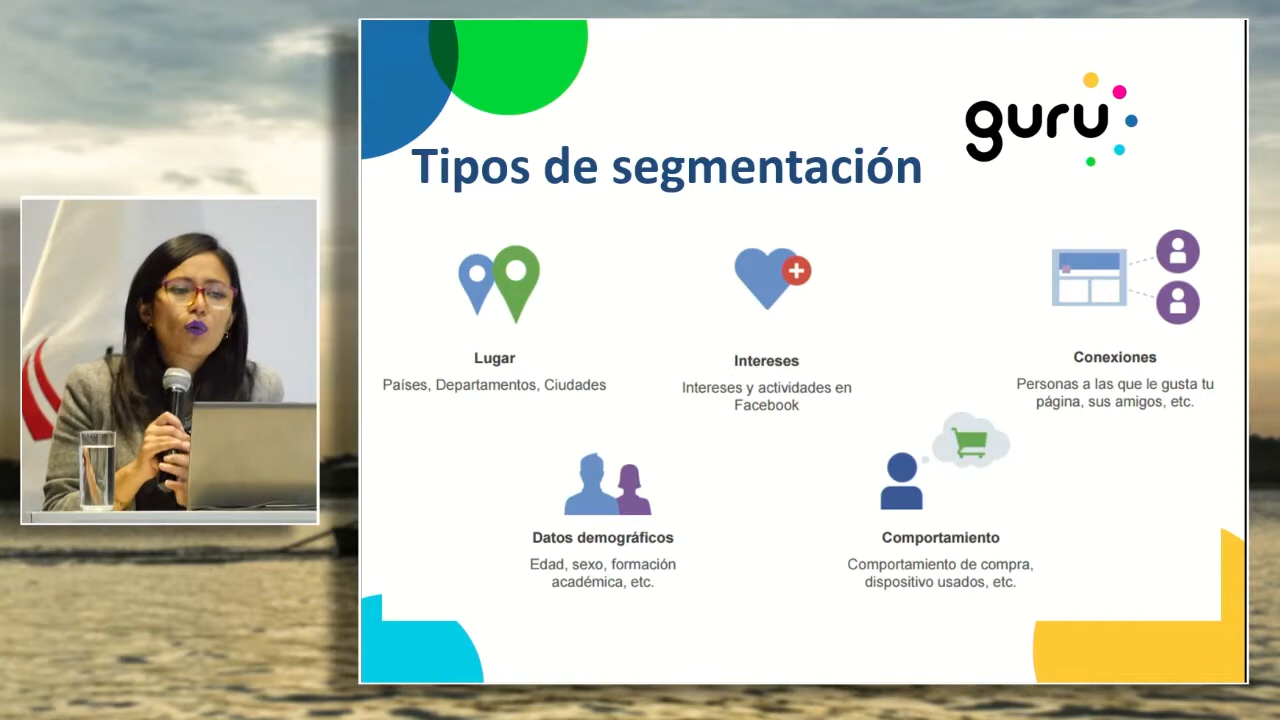 guru
Tipos de segmentación
Lugar
Países, Departamentos, Ciudades
Intereses
Intereses y actividades en
Facebook
Conexiones
Personas a las que le gusta tu
página, sus amigos, etc.
Datos demográficos
Edad, sexo, formación
académica, etc.
Comportamiento
Comportamiento de compra,
dispositivo usados, etc.